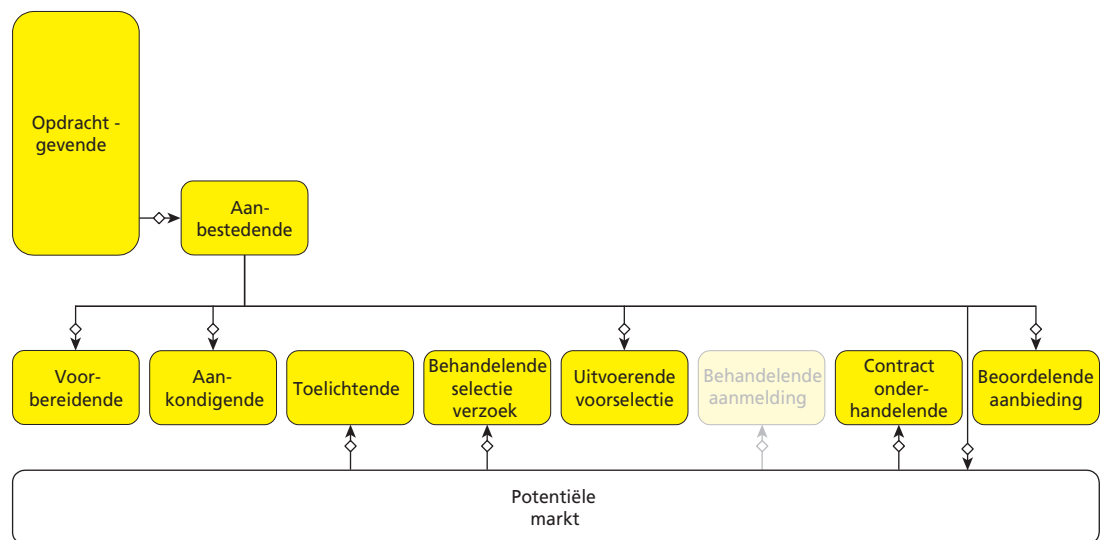 Opdracht -
gevende
Aan-
bestedende
Voor-
bereidende
Aan-
kondigende
Toelichtende
Behandelende
selectie
verzoek
Uitvoerende
voorselectie
Behandelende
aanmelding
Contract
onder-
handelende
Beoordelende
aanbieding
Potentiële
markt